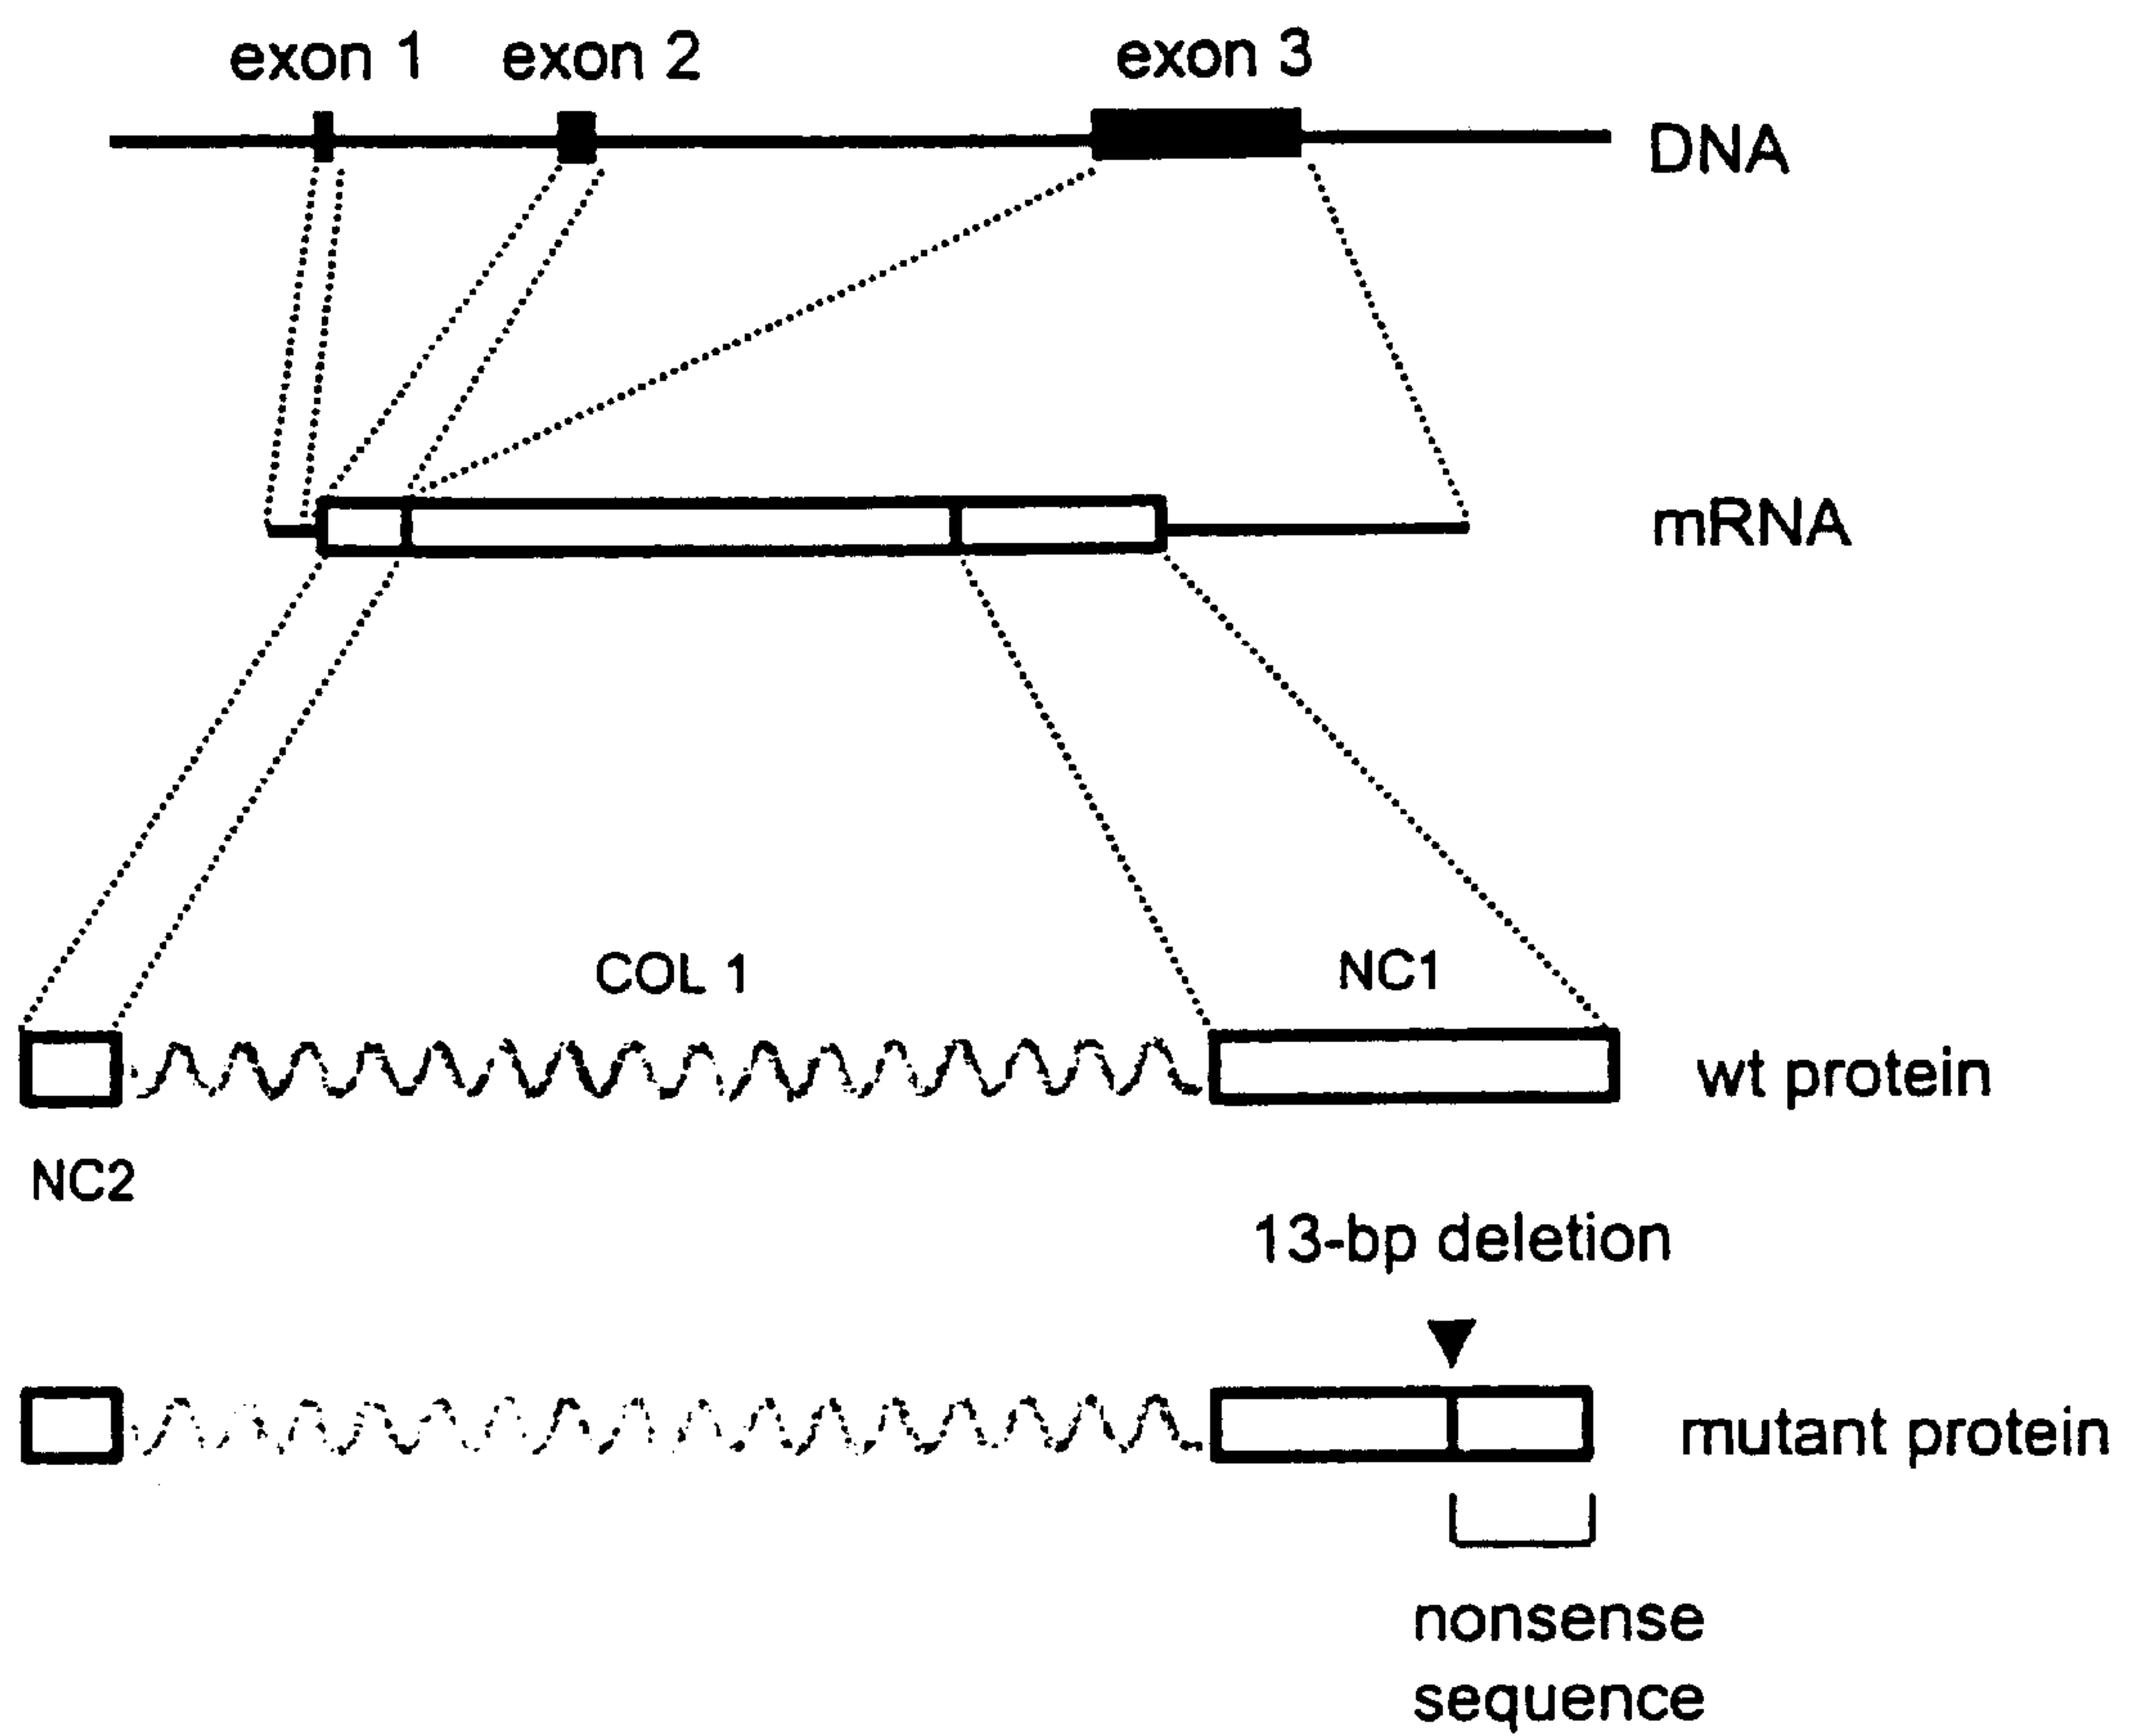 exon 1 exon 2 exon 3
DNA
mRNA
COL 1 NC1
wt protein
NC2
13-bp deletion
mutant protein
nonsense
sequence